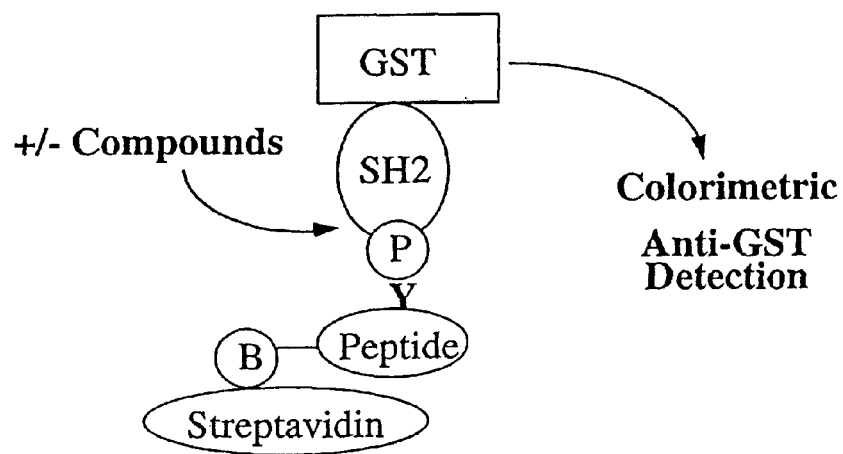 GST
+/- Compounds
SH2
Colorimetric
Anti-GST
Detection
P
Y
B
Peptide
Streptavidin